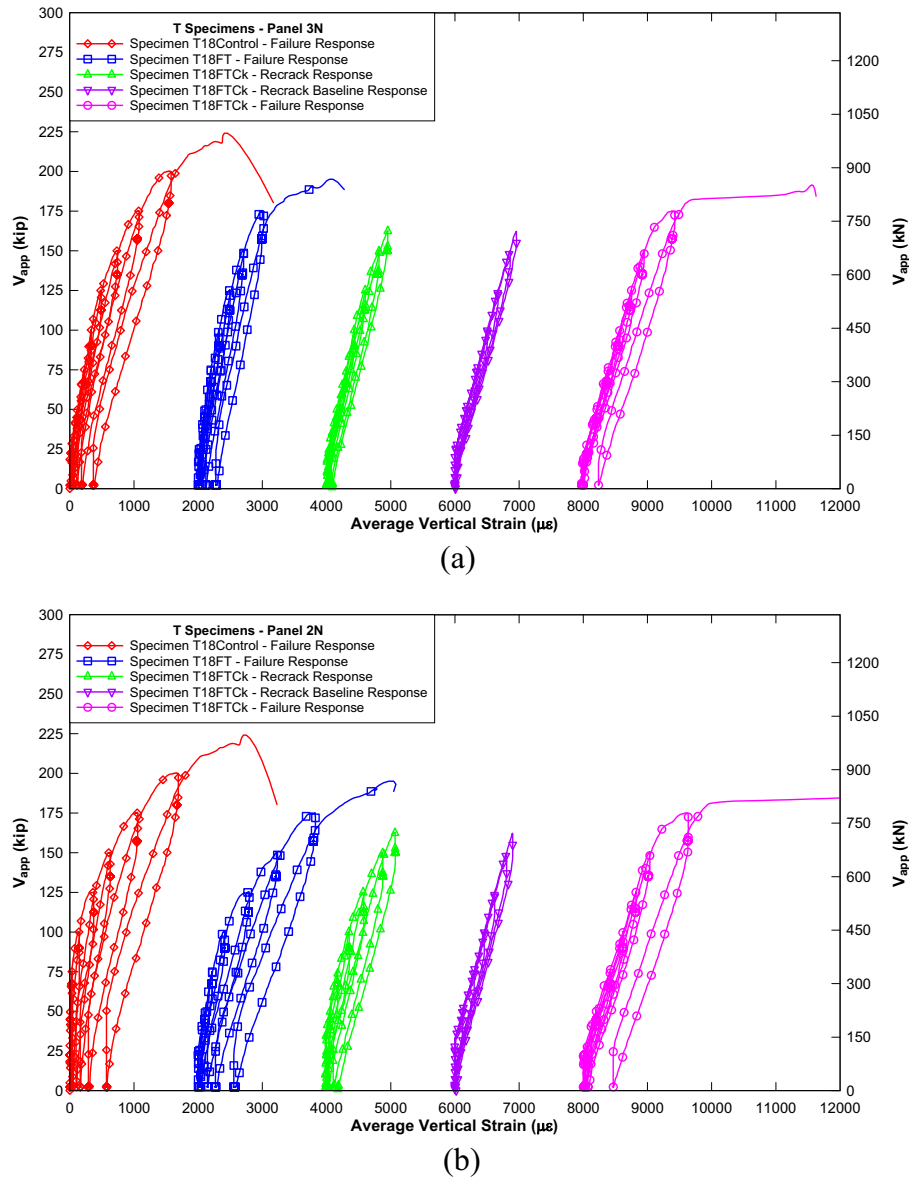 T Specimens - Panel 3N
Specimen T18Control - Failure Response
Specimen T18FT - Failure Response
Specimen T18FTCk - Recrack Response
Specimen T18FTCk - Recrack Baseline Response
Specimen T18FTCk - Failure Response
300
275
250
225
200
175
150
125
100
75
50
25
0
V_app (kip)
1200
1050
900
750
600
450
300
150
0
V_app (kN)
0 1000 2000 3000 4000 5000 6000 7000 8000 9000 10000 11000 12000
Average Vertical Strain (με)
(a)
T Specimens - Panel 2N
Specimen T18Control - Failure Response
Specimen T18FT - Failure Response
Specimen T18FTCk - Recrack Response
Specimen T18FTCk - Recrack Baseline Response
Specimen T18FTCk - Failure Response
300
275
250
225
200
175
150
125
100
75
50
25
0
V_app (kip)
1200
1050
900
750
600
450
300
150
0
V_app (kN)
0 1000 2000 3000 4000 5000 6000 7000 8000 9000 10000 11000 12000
Average Vertical Strain (με)
(b)